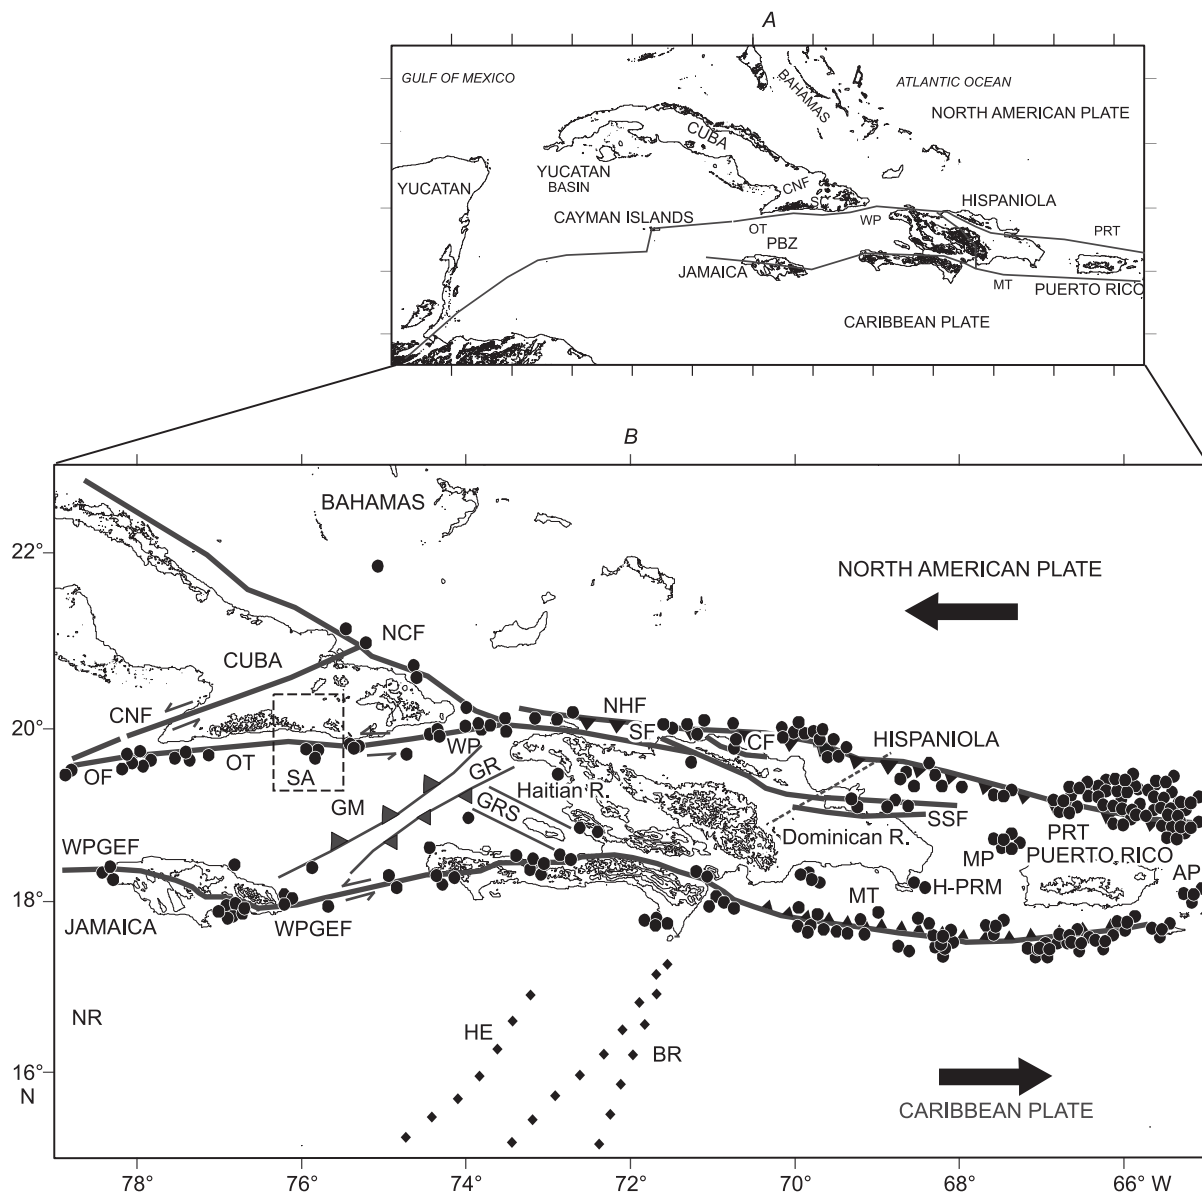 A
GULF OF MEXICO
ATLANTIC OCEAN
BAHAMAS
NORTH AMERICAN PLATE
CUBA
YUCATAN
BASIN
YUCATAN
CNF
SC
HISPANIOLA
CAYMAN ISLANDS
OT
WP
PRT
PBZ
JAMAICA
MT
PUERTO RICO
CARIBBEAN PLATE
B
BAHAMAS
22°
NORTH AMERICAN PLATE
NCF
CUBA
CNF
NHF
SF
CF
HISPANIOLA
20°
WP
OF
OT
SA
GR
GM
Haitian R.
GRS
SSF
PRT
Dominican R.
WPGEF
MP
PUERTO RICO
AP
H-PRM
18°
MT
JAMAICA
WPGEF
NR
HE
BR
16°
N
CARIBBEAN PLATE
78° 76° 74° 72° 70° 68° 66° W